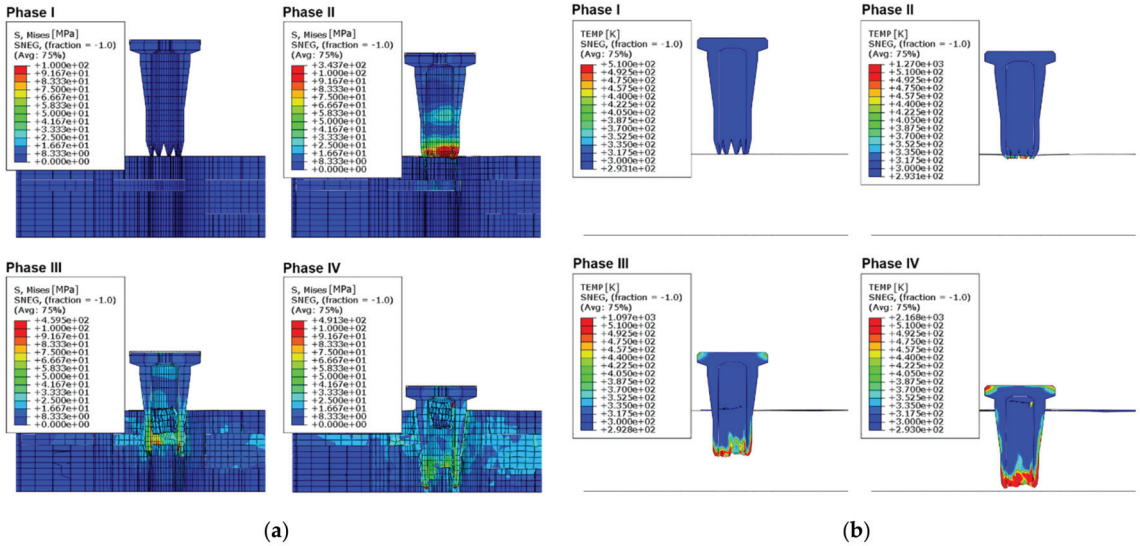 Phase I
S, Mises [MPa]
SNEG, (fraction = -1.0)
(Avg: 75%)
+1.000e+02
+9.167e+01
+8.333e+01
+7.500e+01
+6.667e+01
+5.833e+01
+5.000e+01
+4.167e+01
+3.333e+01
+2.500e+01
+1.667e+01
+8.333e+00
+0.000e+00
Phase II
S, Mises [MPa]
SNEG, (fraction = -1.0)
(Avg: 75%)
+3.437e+02
+1.000e+02
+9.167e+01
+8.333e+01
+7.500e+01
+6.667e+01
+5.833e+01
+5.000e+01
+4.167e+01
+3.333e+01
+2.500e+01
+1.667e+01
+8.333e+00
+0.000e+00
Phase III
S, Mises [MPa]
SNEG, (fraction = -1.0)
(Avg: 75%)
+4.595e+02
+1.000e+02
+9.167e+01
+8.333e+01
+7.500e+01
+6.667e+01
+5.833e+01
+5.000e+01
+4.167e+01
+3.333e+01
+2.500e+01
+1.667e+01
+8.333e+00
+0.000e+00
Phase IV
S, Mises [MPa]
SNEG, (fraction = -1.0)
(Avg: 75%)
+4.913e+02
+1.000e+02
+9.167e+01
+8.333e+01
+7.500e+01
+6.667e+01
+5.833e+01
+5.000e+01
+4.167e+01
+3.333e+01
+2.500e+01
+1.667e+01
+8.333e+00
+0.000e+00
(a)
Phase I
TEMP [K]
SNEG, (fraction = -1.0)
(Avg: 75%)
+5.100e+02
+4.925e+02
+4.750e+02
+4.575e+02
+4.400e+02
+4.225e+02
+4.050e+02
+3.875e+02
+3.700e+02
+3.525e+02
+3.350e+02
+3.175e+02
+3.000e+02
+2.931e+02
Phase II
TEMP [K]
SNEG, (fraction = -1.0)
(Avg: 75%)
+1.270e+03
+5.100e+02
+4.925e+02
+4.750e+02
+4.575e+02
+4.400e+02
+4.225e+02
+4.050e+02
+3.875e+02
+3.700e+02
+3.525e+02
+3.350e+02
+3.175e+02
+3.000e+02
+2.931e+02
Phase III
TEMP [K]
SNEG, (fraction = -1.0)
(Avg: 75%)
+1.097e+03
+5.100e+02
+4.925e+02
+4.750e+02
+4.575e+02
+4.400e+02
+4.225e+02
+4.050e+02
+3.875e+02
+3.700e+02
+3.525e+02
+3.350e+02
+3.175e+02
+3.000e+02
+2.928e+02
Phase IV
TEMP [K]
SNEG, (fraction = -1.0)
(Avg: 75%)
+2.168e+03
+5.100e+02
+4.925e+02
+4.750e+02
+4.575e+02
+4.400e+02
+4.225e+02
+4.050e+02
+3.875e+02
+3.700e+02
+3.525e+02
+3.350e+02
+3.175e+02
+3.000e+02
+2.930e+02
(b)